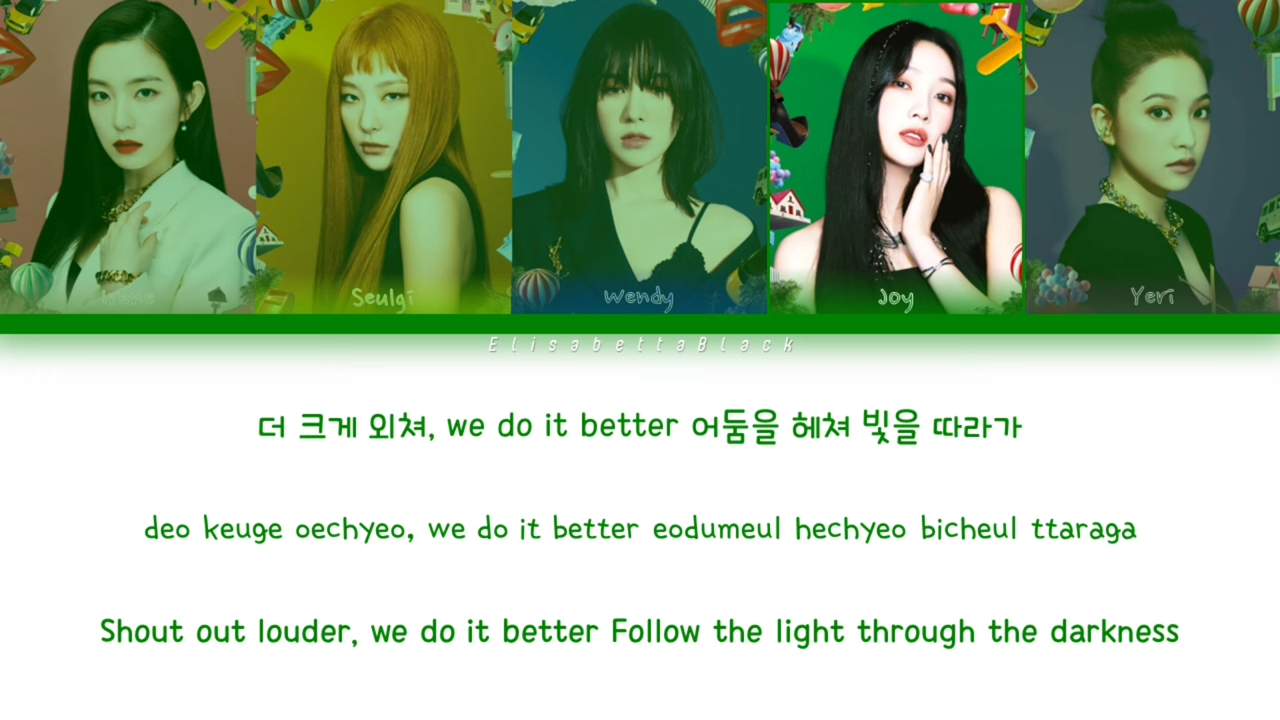 Irene
Seulgi
Wendy
Joy
Yeri
ElisabettaBlack
더 크게 외쳐, we do it better 어둠을 헤쳐 빛을 따라가
deo keuge oechyeo, we do it better eodumeul hechyeo bicheul ttaraga
Shout out louder, we do it better Follow the light through the darkness